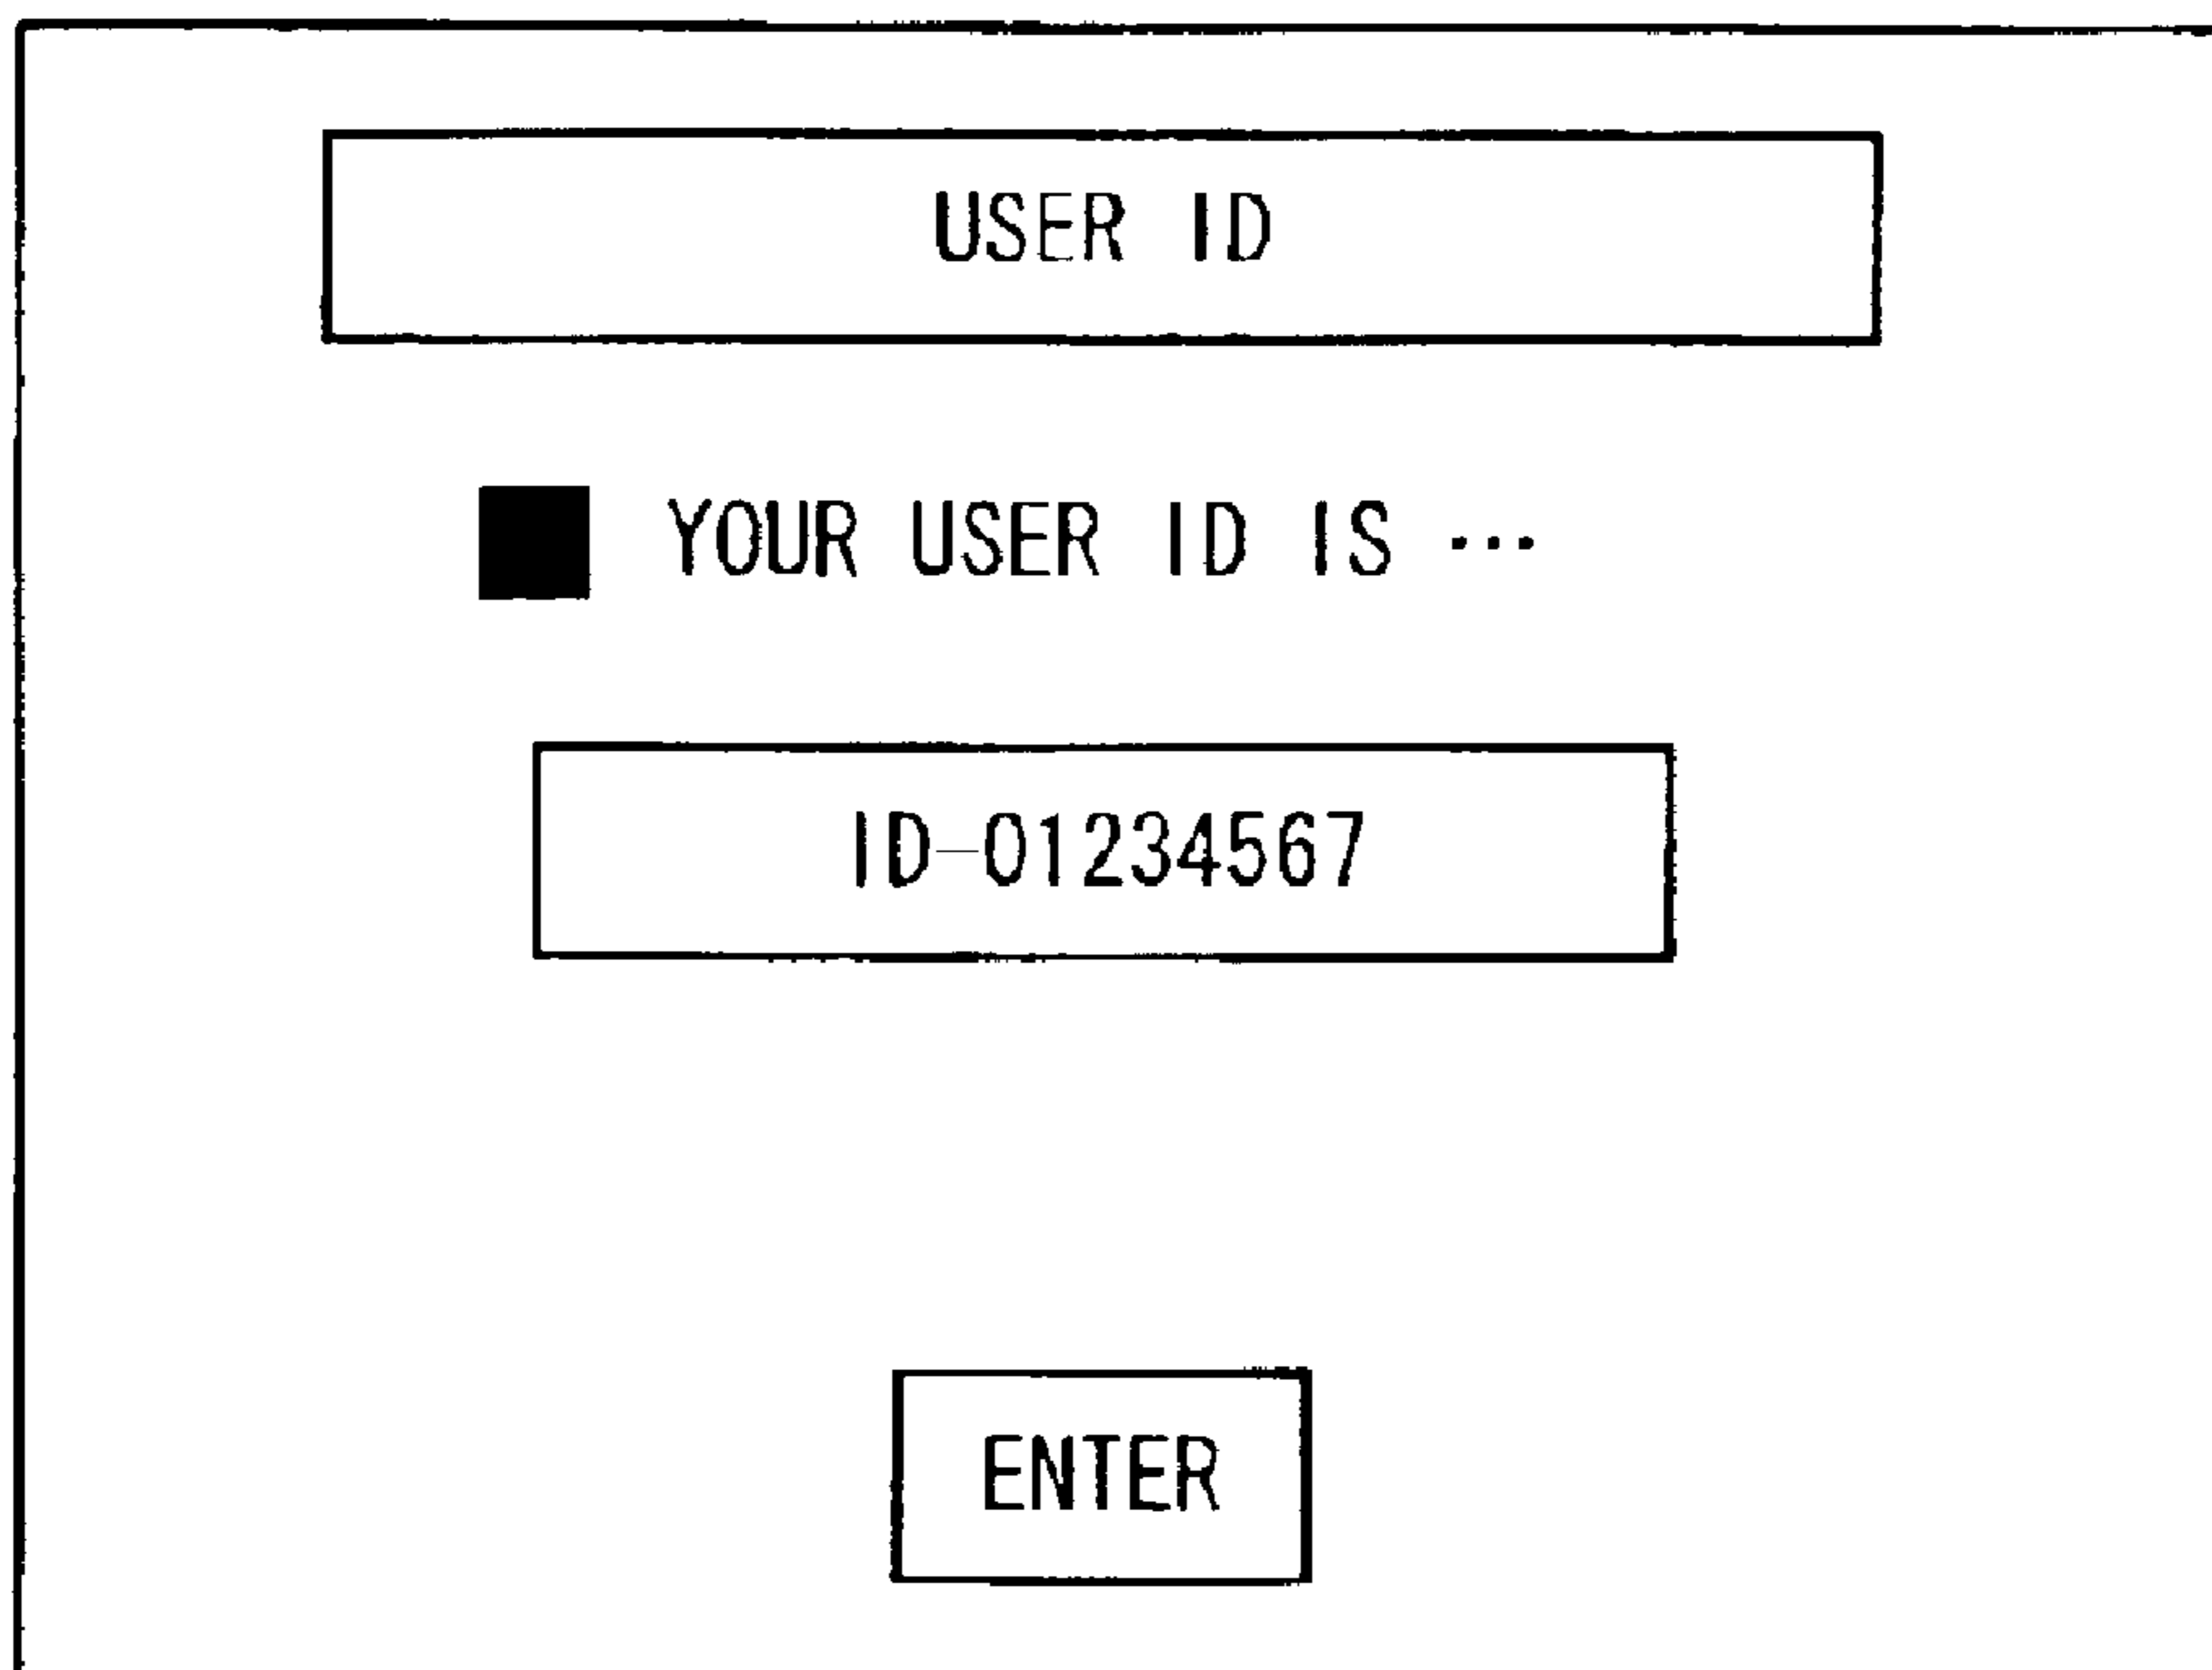 USER ID
■ YOUR USER ID IS ···
ID-01234567
ENTER